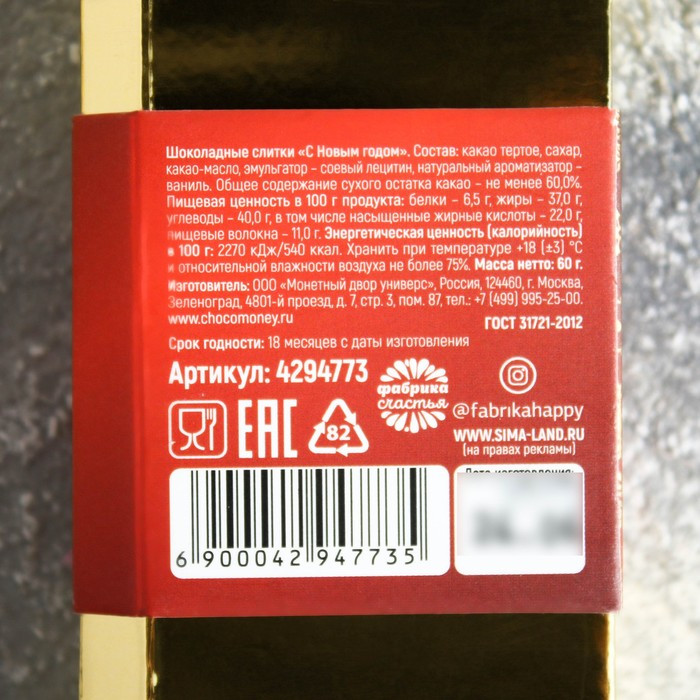 Шоколадные слитки «С Новым годом». Состав: какао тертое, сахар,
какао-масло, эмульгатор - соевый лецитин, натуральный ароматизатор -
ваниль. Общее содержание сухого остатка какао - не менее 60,0%.
Пищевая ценность в 100 г продукта: белки - 6,5 г, жиры - 37,0 г,
углеводы - 40,0 г, в том числе насыщенные жирные кислоты - 22,0 г,
пищевые волокна - 11,0 г. Энергетическая ценность (калорийность)
в 100 г: 2270 кДж/540 ккал. Хранить при температуре +18 (±3) °С
и относительной влажности воздуха не более 75%. Масса нетто: 60 г.
Изготовитель: ООО «Монетный двор универс», Россия, 124460, г. Москва,
Зеленоград, 4801-й проезд, д. 7, стр. 3, пом. 87, тел.: +7 (499) 995-25-00.
www.chocomoney.ru
ГОСТ 31721-2012
Срок годности: 18 месяцев с даты изготовления
Артикул: 4294773
фабрика
счастья
@fabrikahappy
WWW.SIMA-LAND.RU
(на правах рекламы)
EAC
82
Дата изготовления:
6 900042 947735